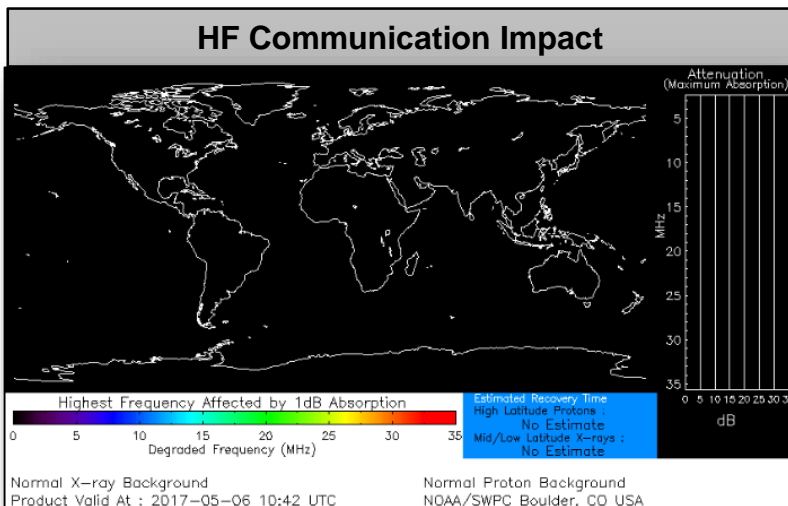 HF Communication Impact
Attenuation
(Maximum Absorption)
5
10
15
20
25
30
35
MHz
0 5 10 15 20 25 30
dB
Highest Frequency Affected by 1dB Absorption
0 5 10 15 20 25 30 35
Degraded Frequency (MHz)
Estimated Recovery Time
High Latitude Protons :
No Estimate
Mid/Low Latitude X-rays :
No Estimate
Normal X-ray Background
Product Valid At : 2017-05-06 10:42 UTC
Normal Proton Background
NOAA/SWPC Boulder, CO USA